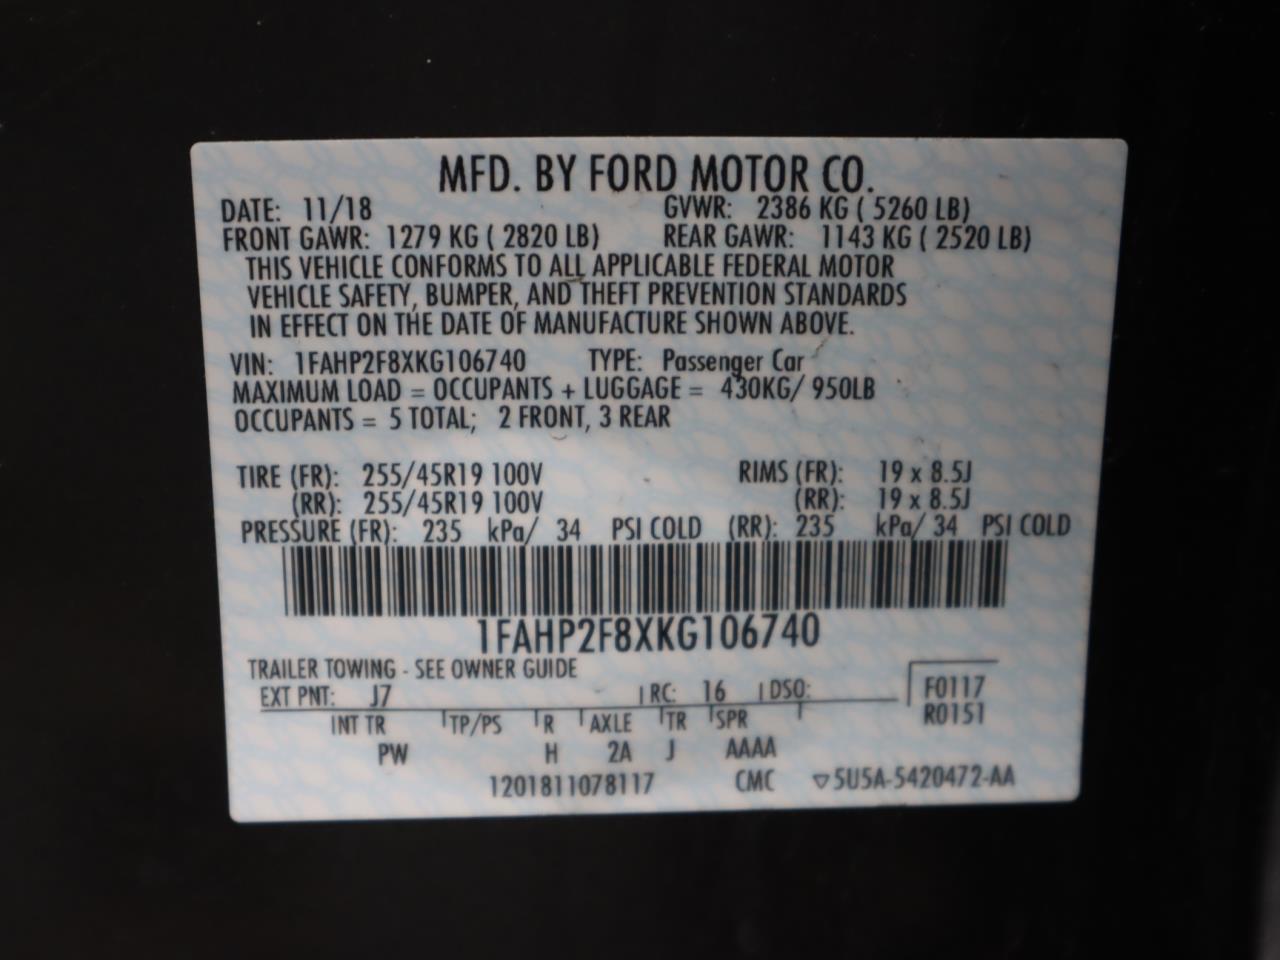 MFD. BY FORD MOTOR CO.
DATE: 11/18 GVWR: 2386 KG ( 5260 LB)
FRONT GAWR: 1279 KG ( 2820 LB) REAR GAWR: 1143 KG ( 2520 LB)
THIS VEHICLE CONFORMS TO ALL APPLICABLE FEDERAL MOTOR
VEHICLE SAFETY, BUMPER, AND THEFT PREVENTION STANDARDS
IN EFFECT ON THE DATE OF MANUFACTURE SHOWN ABOVE.
VIN: 1FAHP2F8XKG106740 TYPE: Passenger Car
MAXIMUM LOAD = OCCUPANTS + LUGGAGE = 430KG/ 950LB
OCCUPANTS = 5 TOTAL; 2 FRONT, 3 REAR
TIRE (FR): 255/45R19 100V RIMS (FR): 19 x 8.5J
(RR): 255/45R19 100V (RR): 19 x 8.5J
PRESSURE (FR): 235 kPa/ 34 PSI COLD (RR): 235 kPa/ 34 PSI COLD
1FAHP2F8XKG106740
TRAILER TOWING - SEE OWNER GUIDE
EXT PNT: J7 RC: 16 DSO: F0117
INT TR TP/PS R AXLE TR SPR R0151
PW H 2A J AAAA
1201811078117 CMC ▽5U5A-5420472-AA